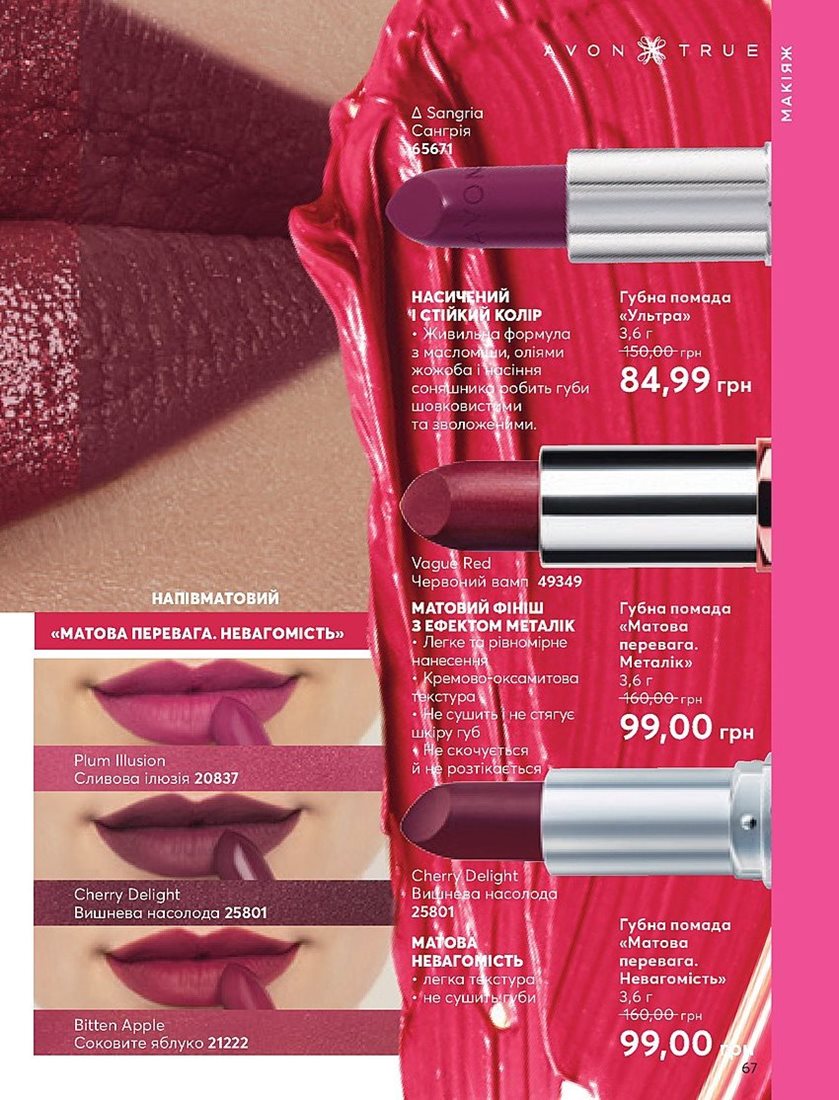 AVON TRUE
МАКІЯЖ
Δ Sangria
Сангрія
65671
AVON
НАСИЧЕНИЙ
І СТІЙКИЙ КОЛІР
• Живильна формула
з маслом ши, оліями
жожоба і насіння
соняшника робить губи
шовковистими
та зволоженими.
Губна помада
«Ультра»
3,6 г
150,00 грн
84,99 грн
Vague Red
Червоний вамп 49349
МАТОВИЙ ФІНІШ
З ЕФЕКТОМ МЕТАЛІК
• Легке та рівномірне
нанесення
• Кремово-оксамитова
текстура
• Не сушить і не стягує
шкіру губ
• Не скочується
й не розтікається
Губна помада
«Матова
перевага.
Металік»
3,6 г
160,00 грн
99,00 грн
НАПІВМАТОВИЙ
«МАТОВА ПЕРЕВАГА. НЕВАГОМІСТЬ»
Plum Illusion
Сливова ілюзія 20837
Cherry Delight
Вишнева насолода 25801
Bitten Apple
Соковите яблуко 21222
Cherry Delight
Вишнева насолода
25801
МАТОВА
НЕВАГОМІСТЬ
• легка текстура
• не сушить губи
Губна помада
«Матова
перевага.
Невагомість»
3,6 г
160,00 грн
99,00 грн
67